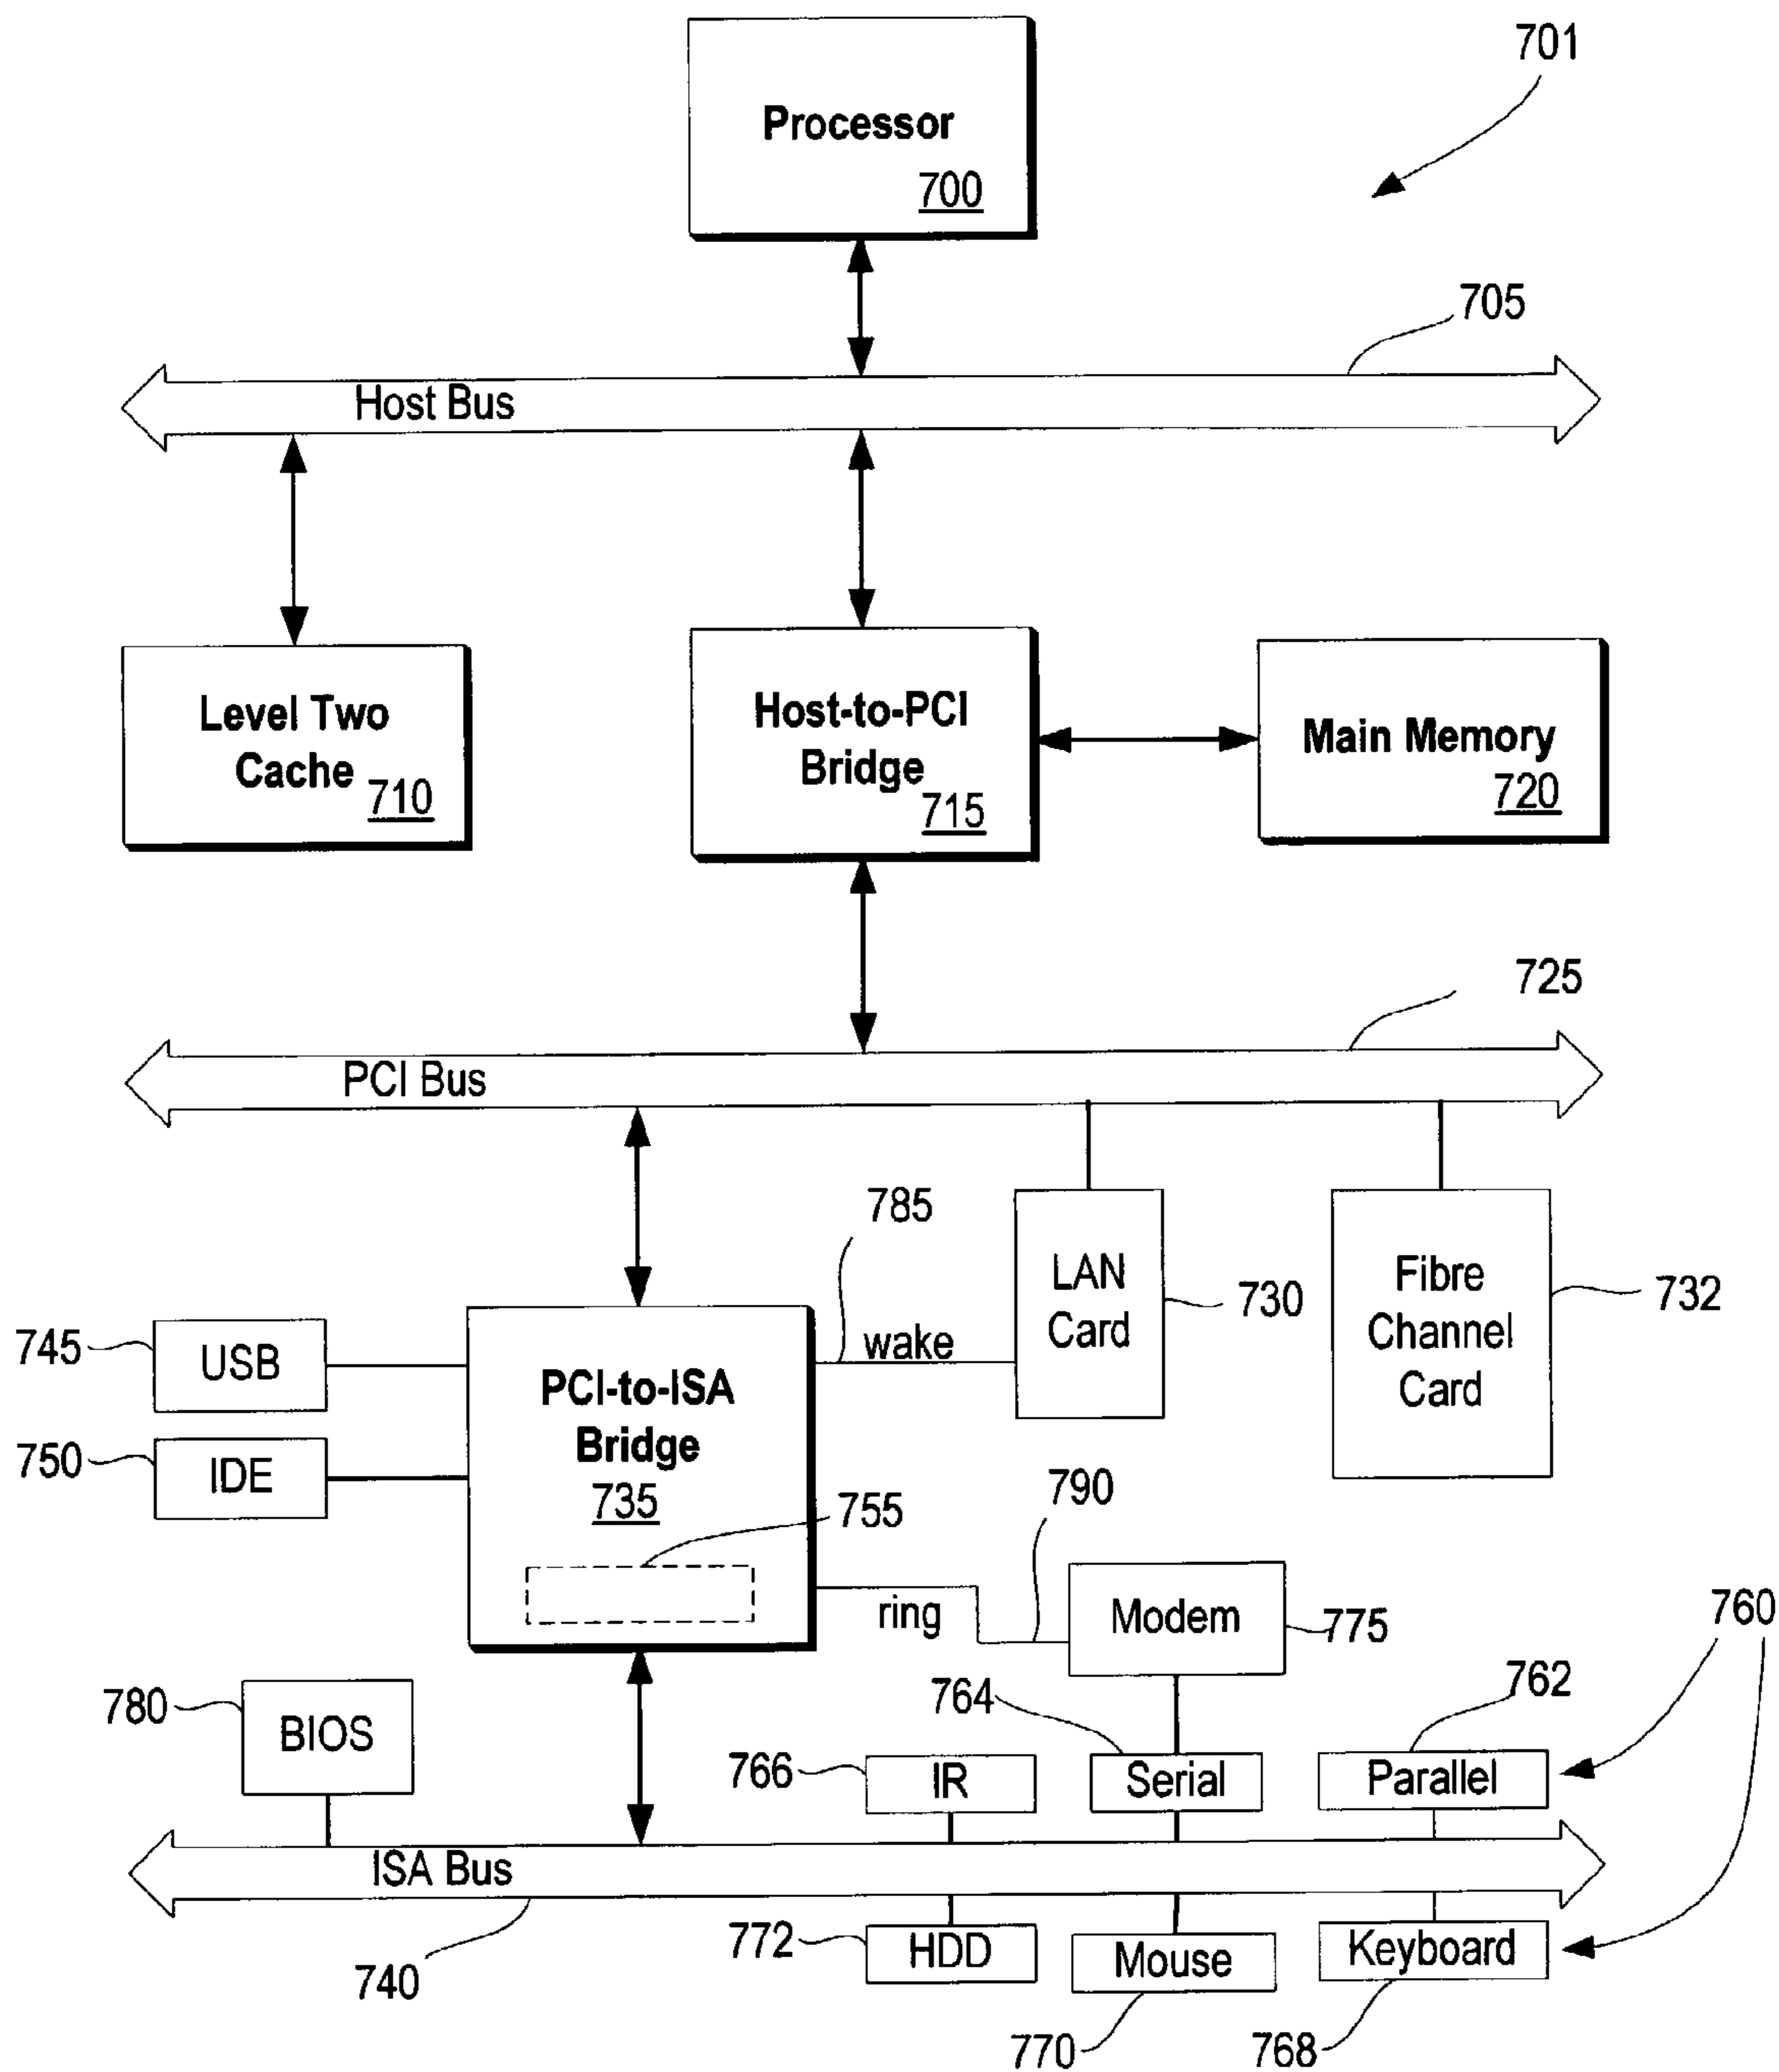 701
Processor
700
705
Host Bus
Level Two
Cache
710
Host-to-PCI
Bridge
715
Main Memory
720
725
PCI Bus
785
wake
LAN
Card
730
Fibre
Channel
Card
732
745
USB
750
IDE
PCI-to-ISA
Bridge
735
755
790
ring
Modem
775
760
780
BIOS
764
762
766
IR
Serial
Parallel
ISA Bus
740
772
HDD
Mouse
Keyboard
770
768